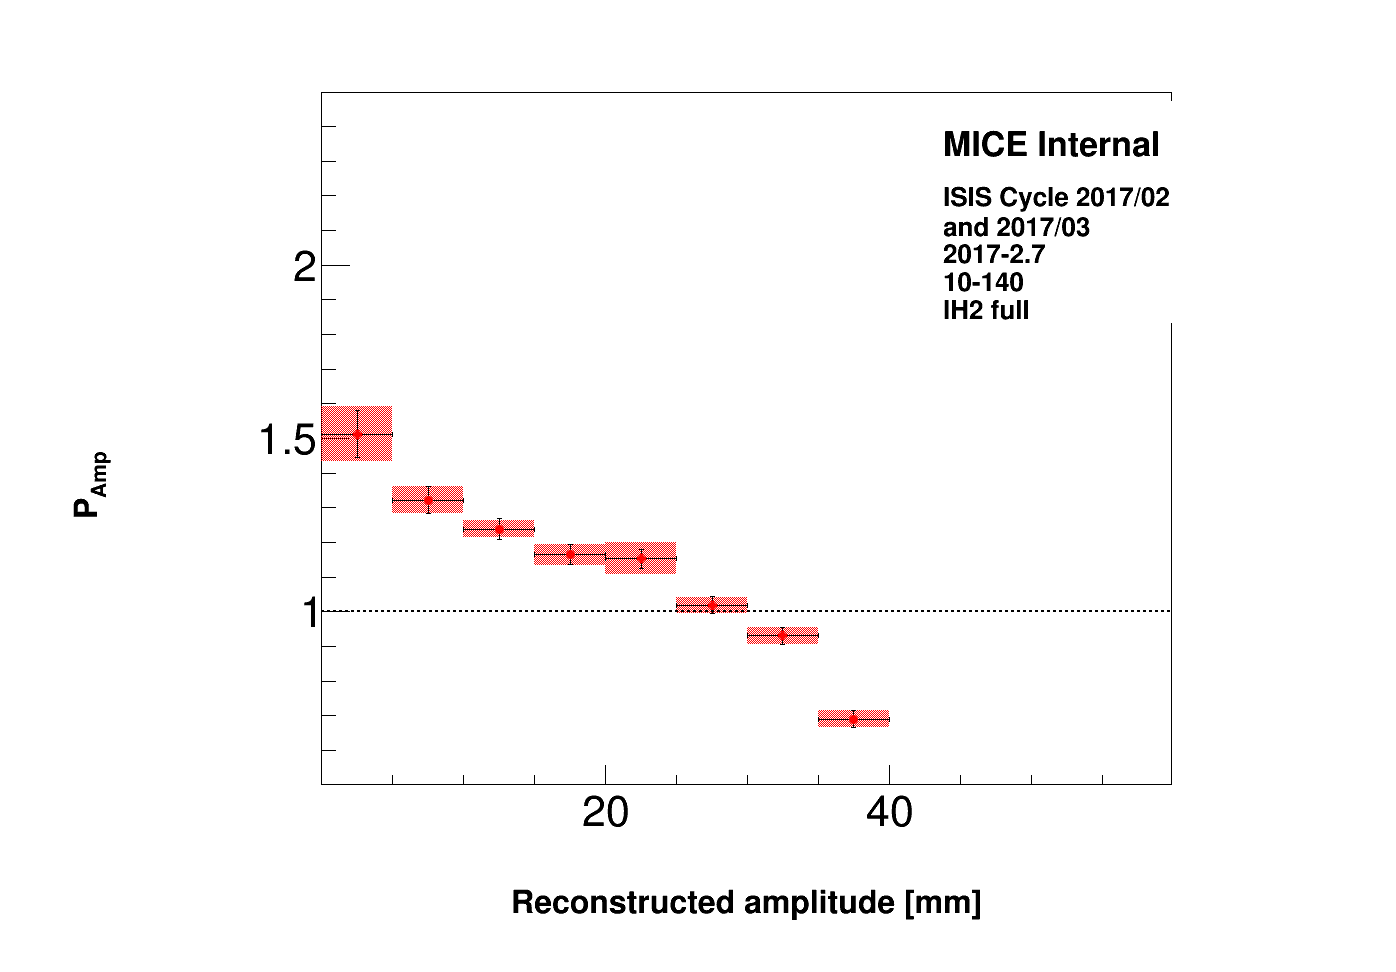 MICE Internal
ISIS Cycle 2017/02
and 2017/03
2017-2.7
10-140
IH2 full
2
1.5
1
P_Amp
20
40
Reconstructed amplitude [mm]